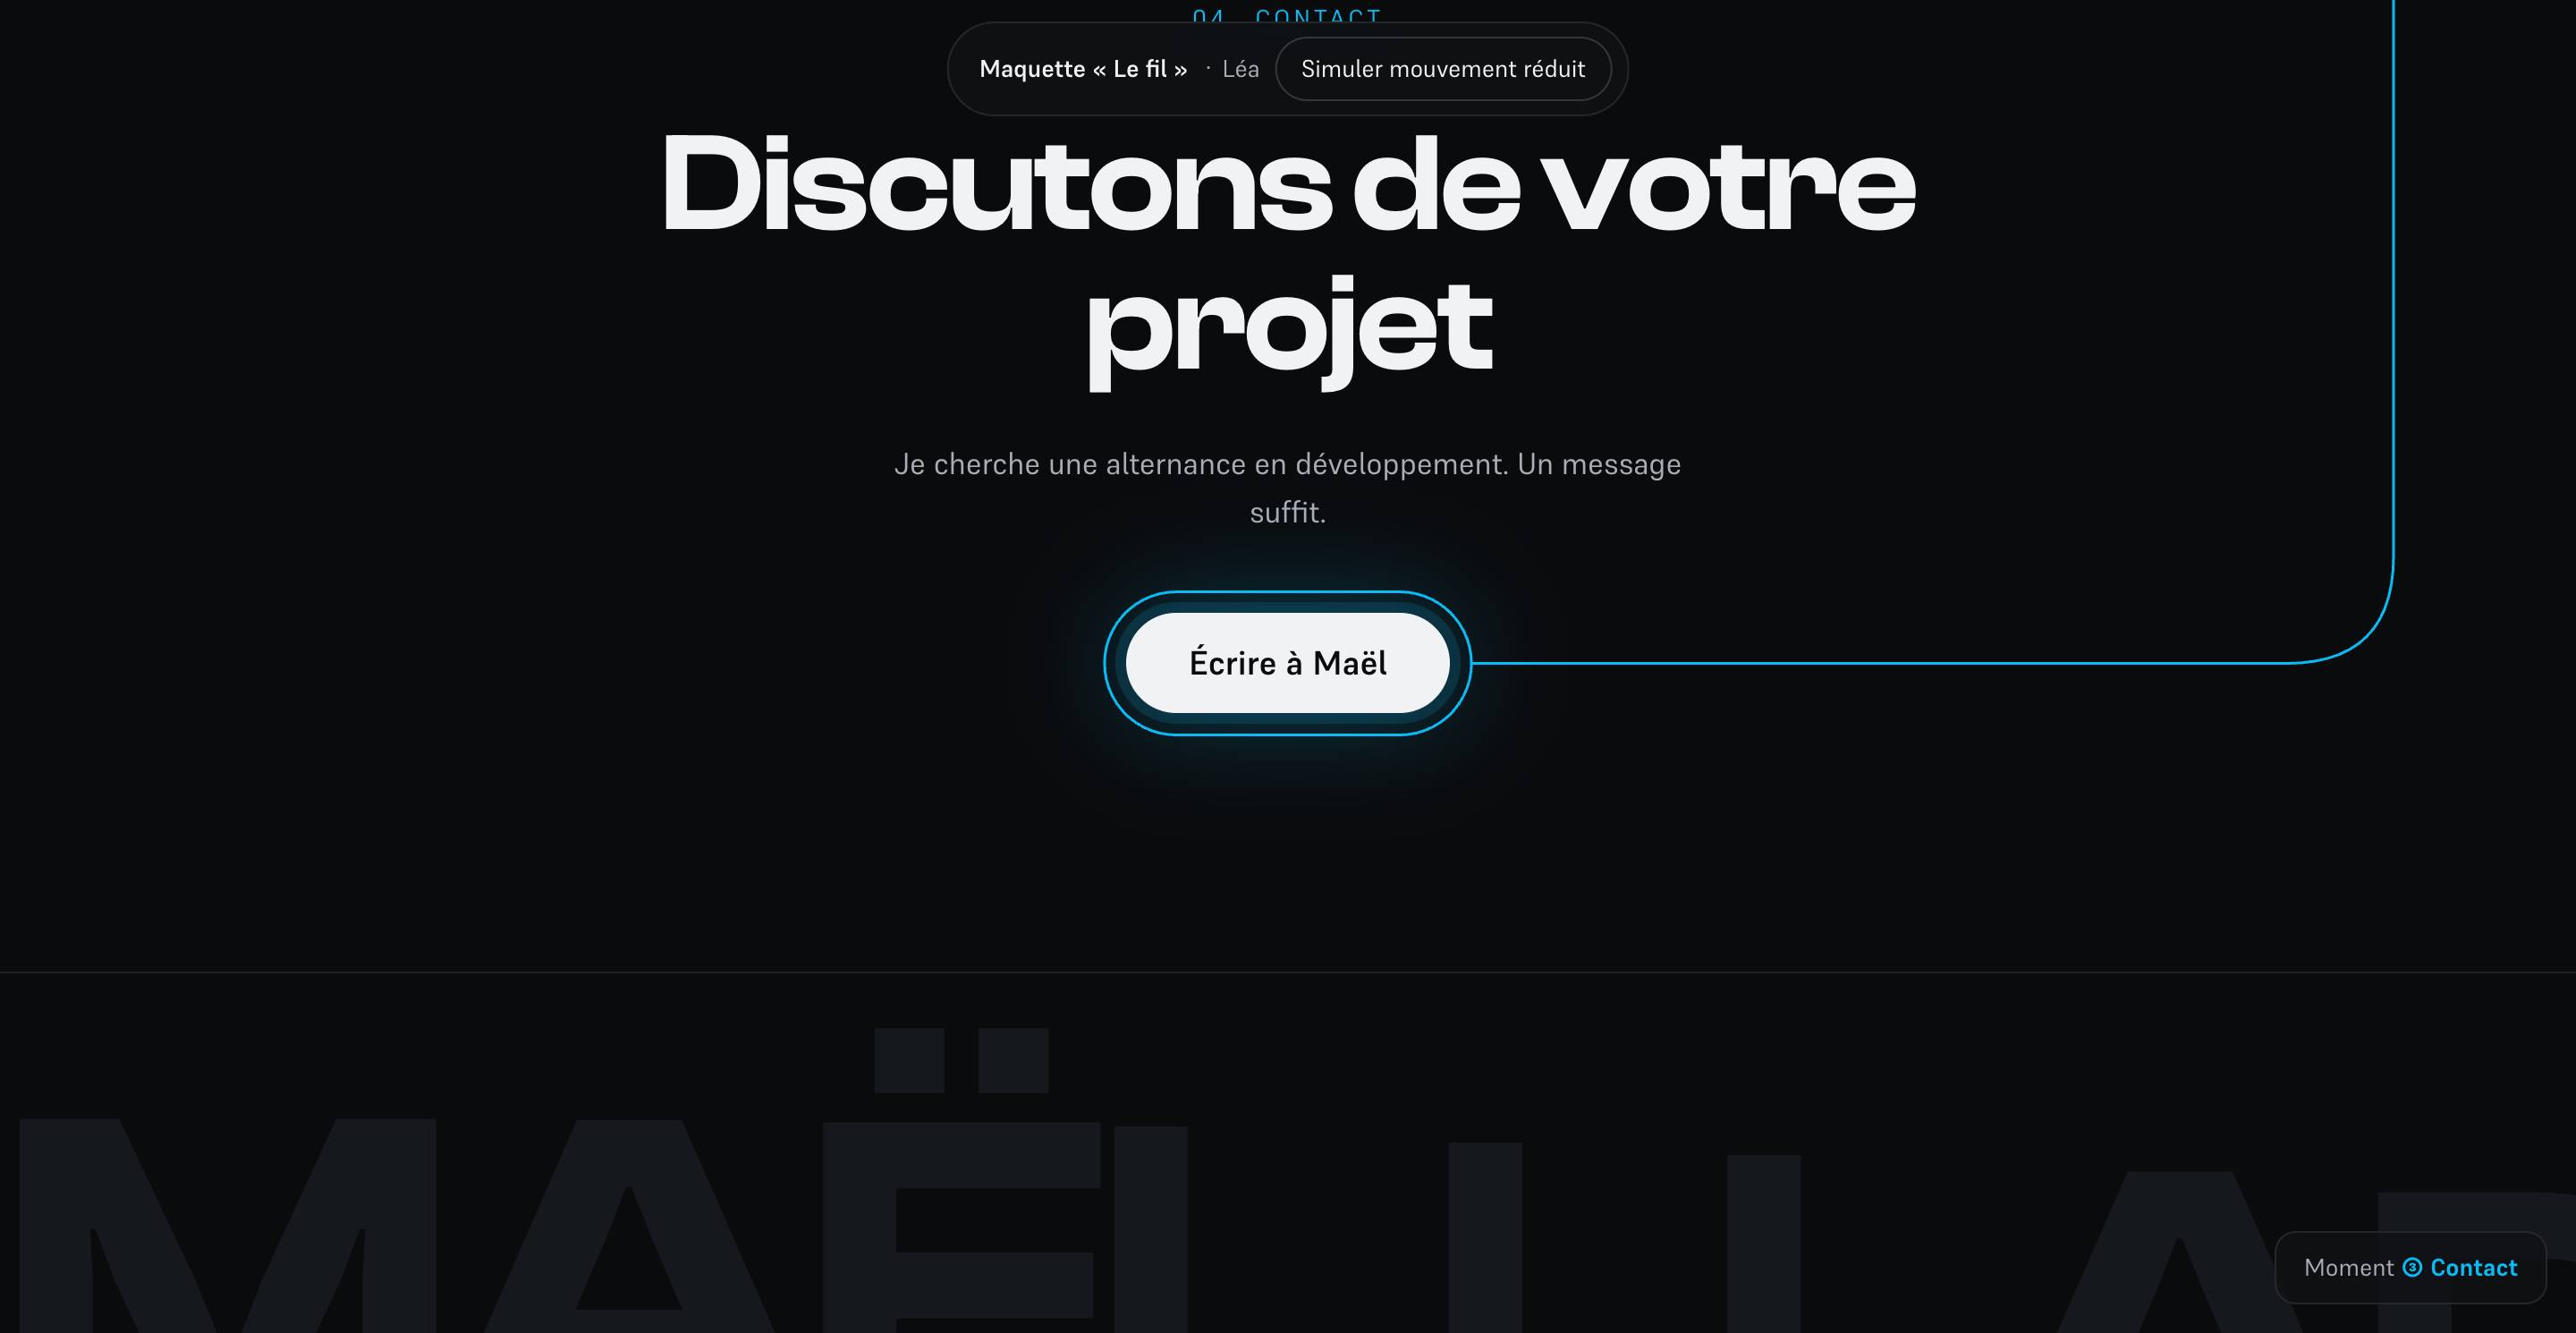 04 CONTACT
Maquette « Le fil » · Léa Simuler mouvement réduit
Discutons de votre
projet
Je cherche une alternance en développement. Un message
suffit.
Écrire à Maël
MAËL
Moment ③ Contact